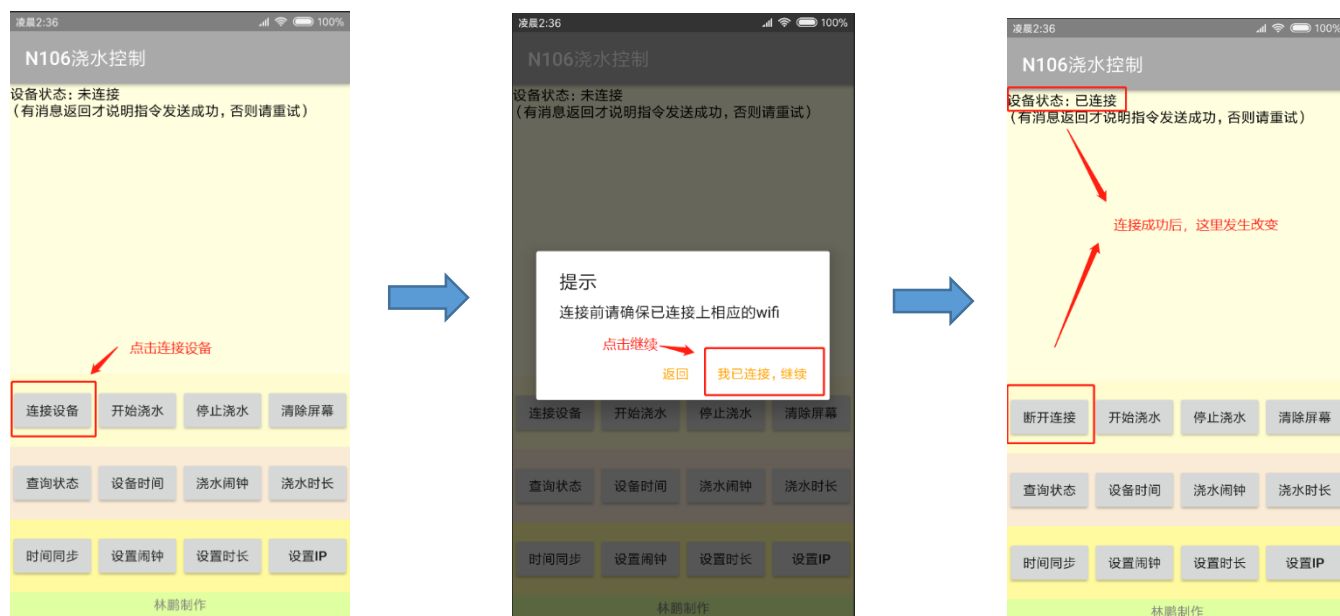 凌晨2:36
100%
N106浇水控制
设备状态：未连接
（有消息返回才说明指令发送成功，否则请重试）
点击连接设备
连接设备 开始浇水 停止浇水 清除屏幕
查询状态 设备时间 浇水闹钟 浇水时长
时间同步 设置闹钟 设置时长 设置IP
林鹏制作
凌晨2:36
100%
N106浇水控制
设备状态：未连接
（有消息返回才说明指令发送成功，否则请重试）
提示
连接前请确保已连接上相应的wifi
点击继续
返回 我已连接，继续
连接设备 开始浇水 停止浇水 清除屏幕
查询状态 设备时间 浇水闹钟 浇水时长
时间同步 设置闹钟 设置时长 设置IP
林鹏制作
凌晨2:36
100%
N106浇水控制
设备状态：已连接
（有消息返回才说明指令发送成功，否则请重试）
连接成功后，这里发生改变
断开连接 开始浇水 停止浇水 清除屏幕
查询状态 设备时间 浇水闹钟 浇水时长
时间同步 设置闹钟 设置时长 设置IP
林鹏制作